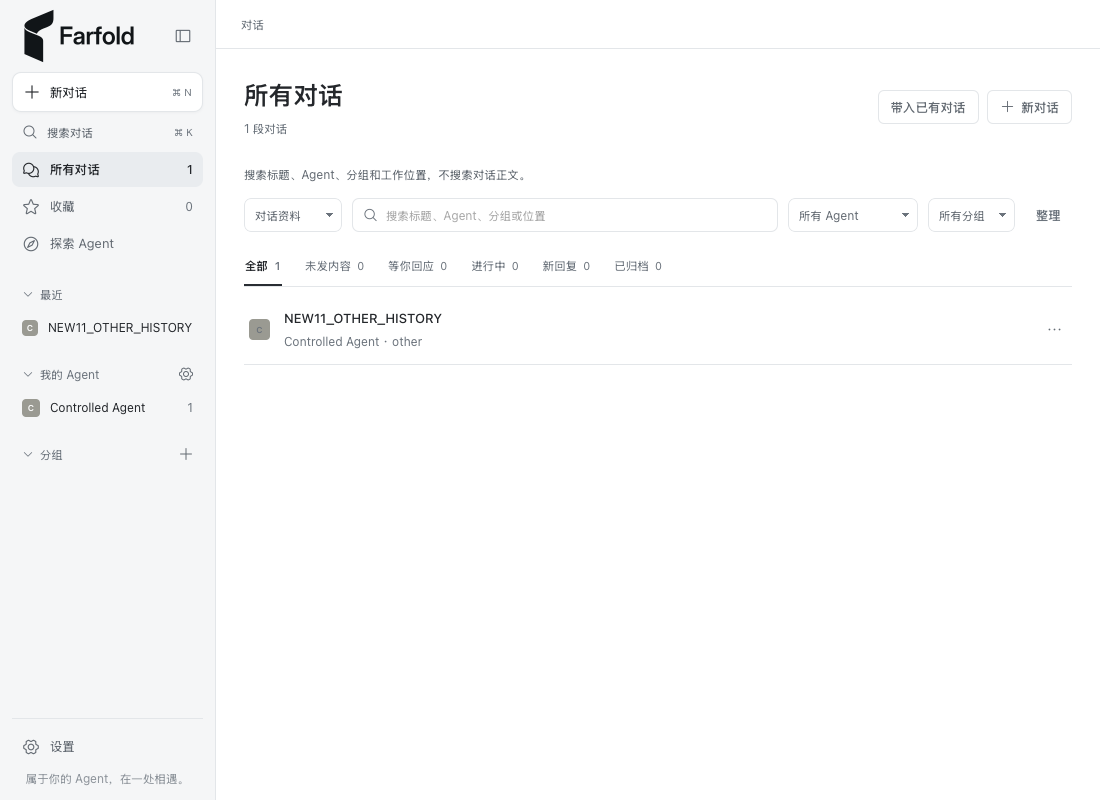 Farfold
新对话 ⌘ N
搜索对话 ⌘ K
所有对话 1
收藏 0
探索 Agent
最近
C NEW11_OTHER_HISTORY
我的 Agent
C Controlled Agent 1
分组
设置
属于你的 Agent，在一处相遇。
对话
所有对话
1 段对话
带入已有对话 新对话
搜索标题、Agent、分组和工作位置，不搜索对话正文。
对话资料 搜索标题、Agent、分组或位置 所有 Agent 所有分组 整理
全部 1 未发内容 0 等你回应 0 进行中 0 新回复 0 已归档 0
C NEW11_OTHER_HISTORY
Controlled Agent · other